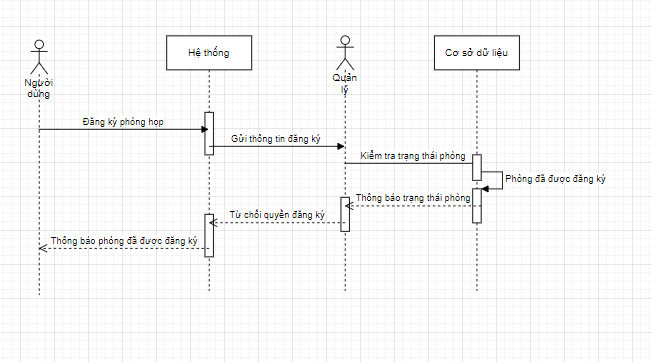 Hệ thống
Cơ sở dữ liệu
Người
dùng
Quản
lý
Đăng ký phòng họp
Gửi thông tin đăng ký
Kiểm tra trạng thái phòng
Phòng đã được đăng ký
Thông báo trạng thái phòng
Từ chối quyền đăng ký
Thông báo phòng đã được đăng ký